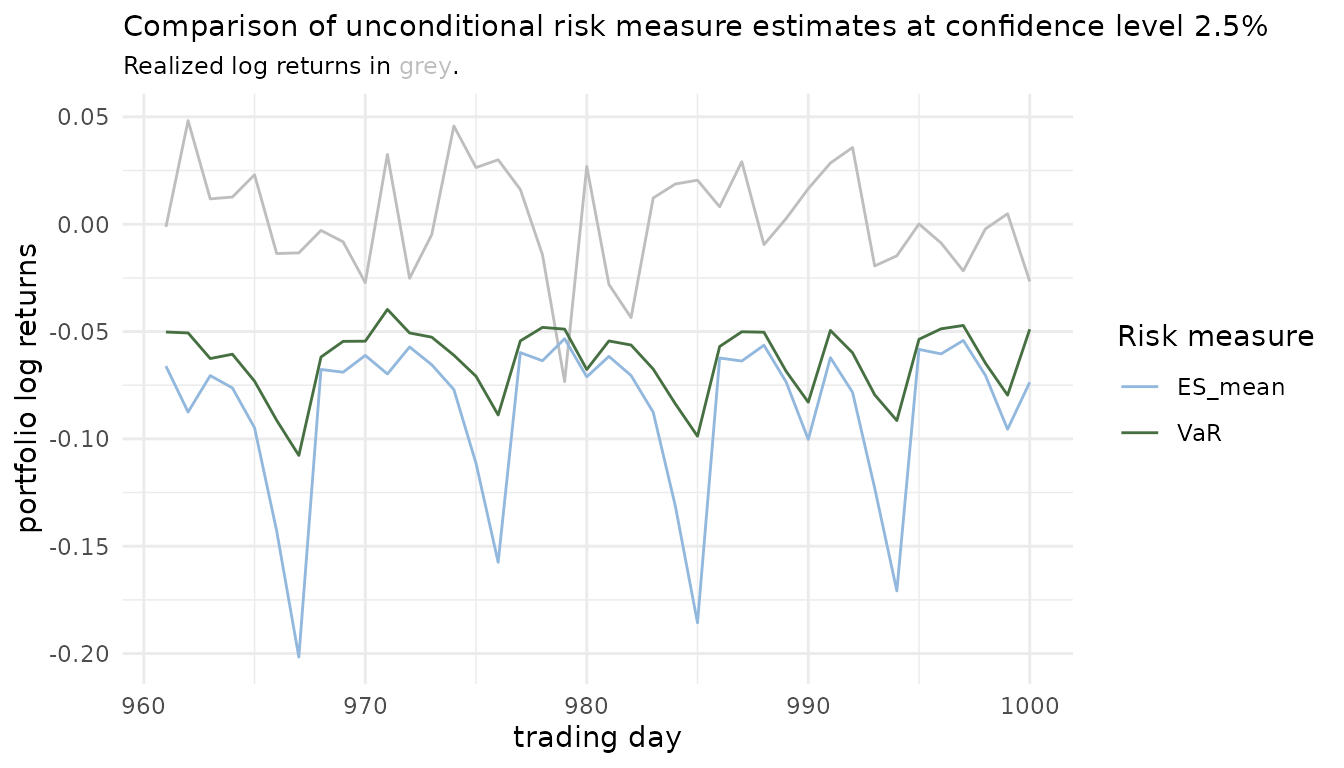 Comparison of unconditional risk measure estimates at confidence level 2.5%
Realized log returns in grey.
portfolio log returns
0.05
0.00
-0.05
-0.10
-0.15
-0.20
960
970
980
990
1000
trading day
Risk measure
ES_mean
VaR